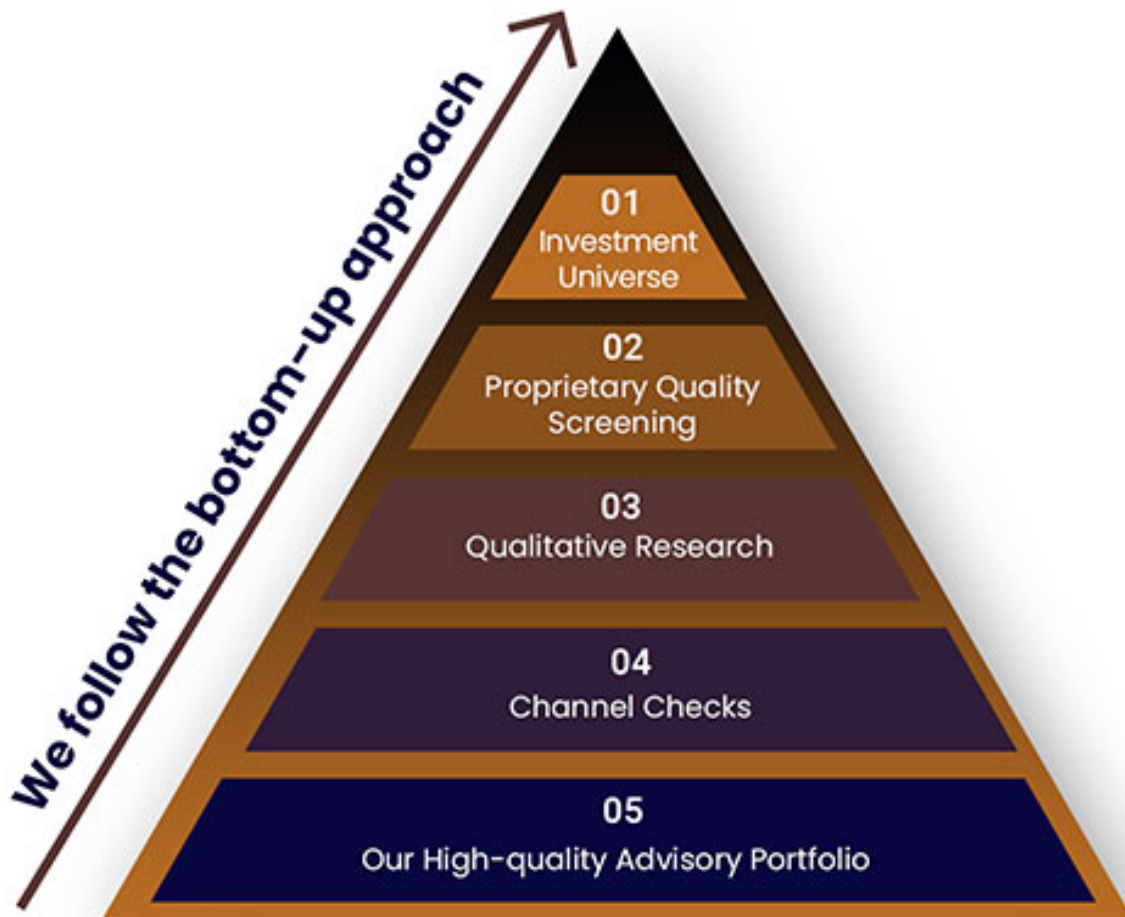 We follow the bottom-up approach
01
Investment
Universe
02
Proprietary Quality
Screening
03
Qualitative Research
04
Channel Checks
05
Our High-quality Advisory Portfolio